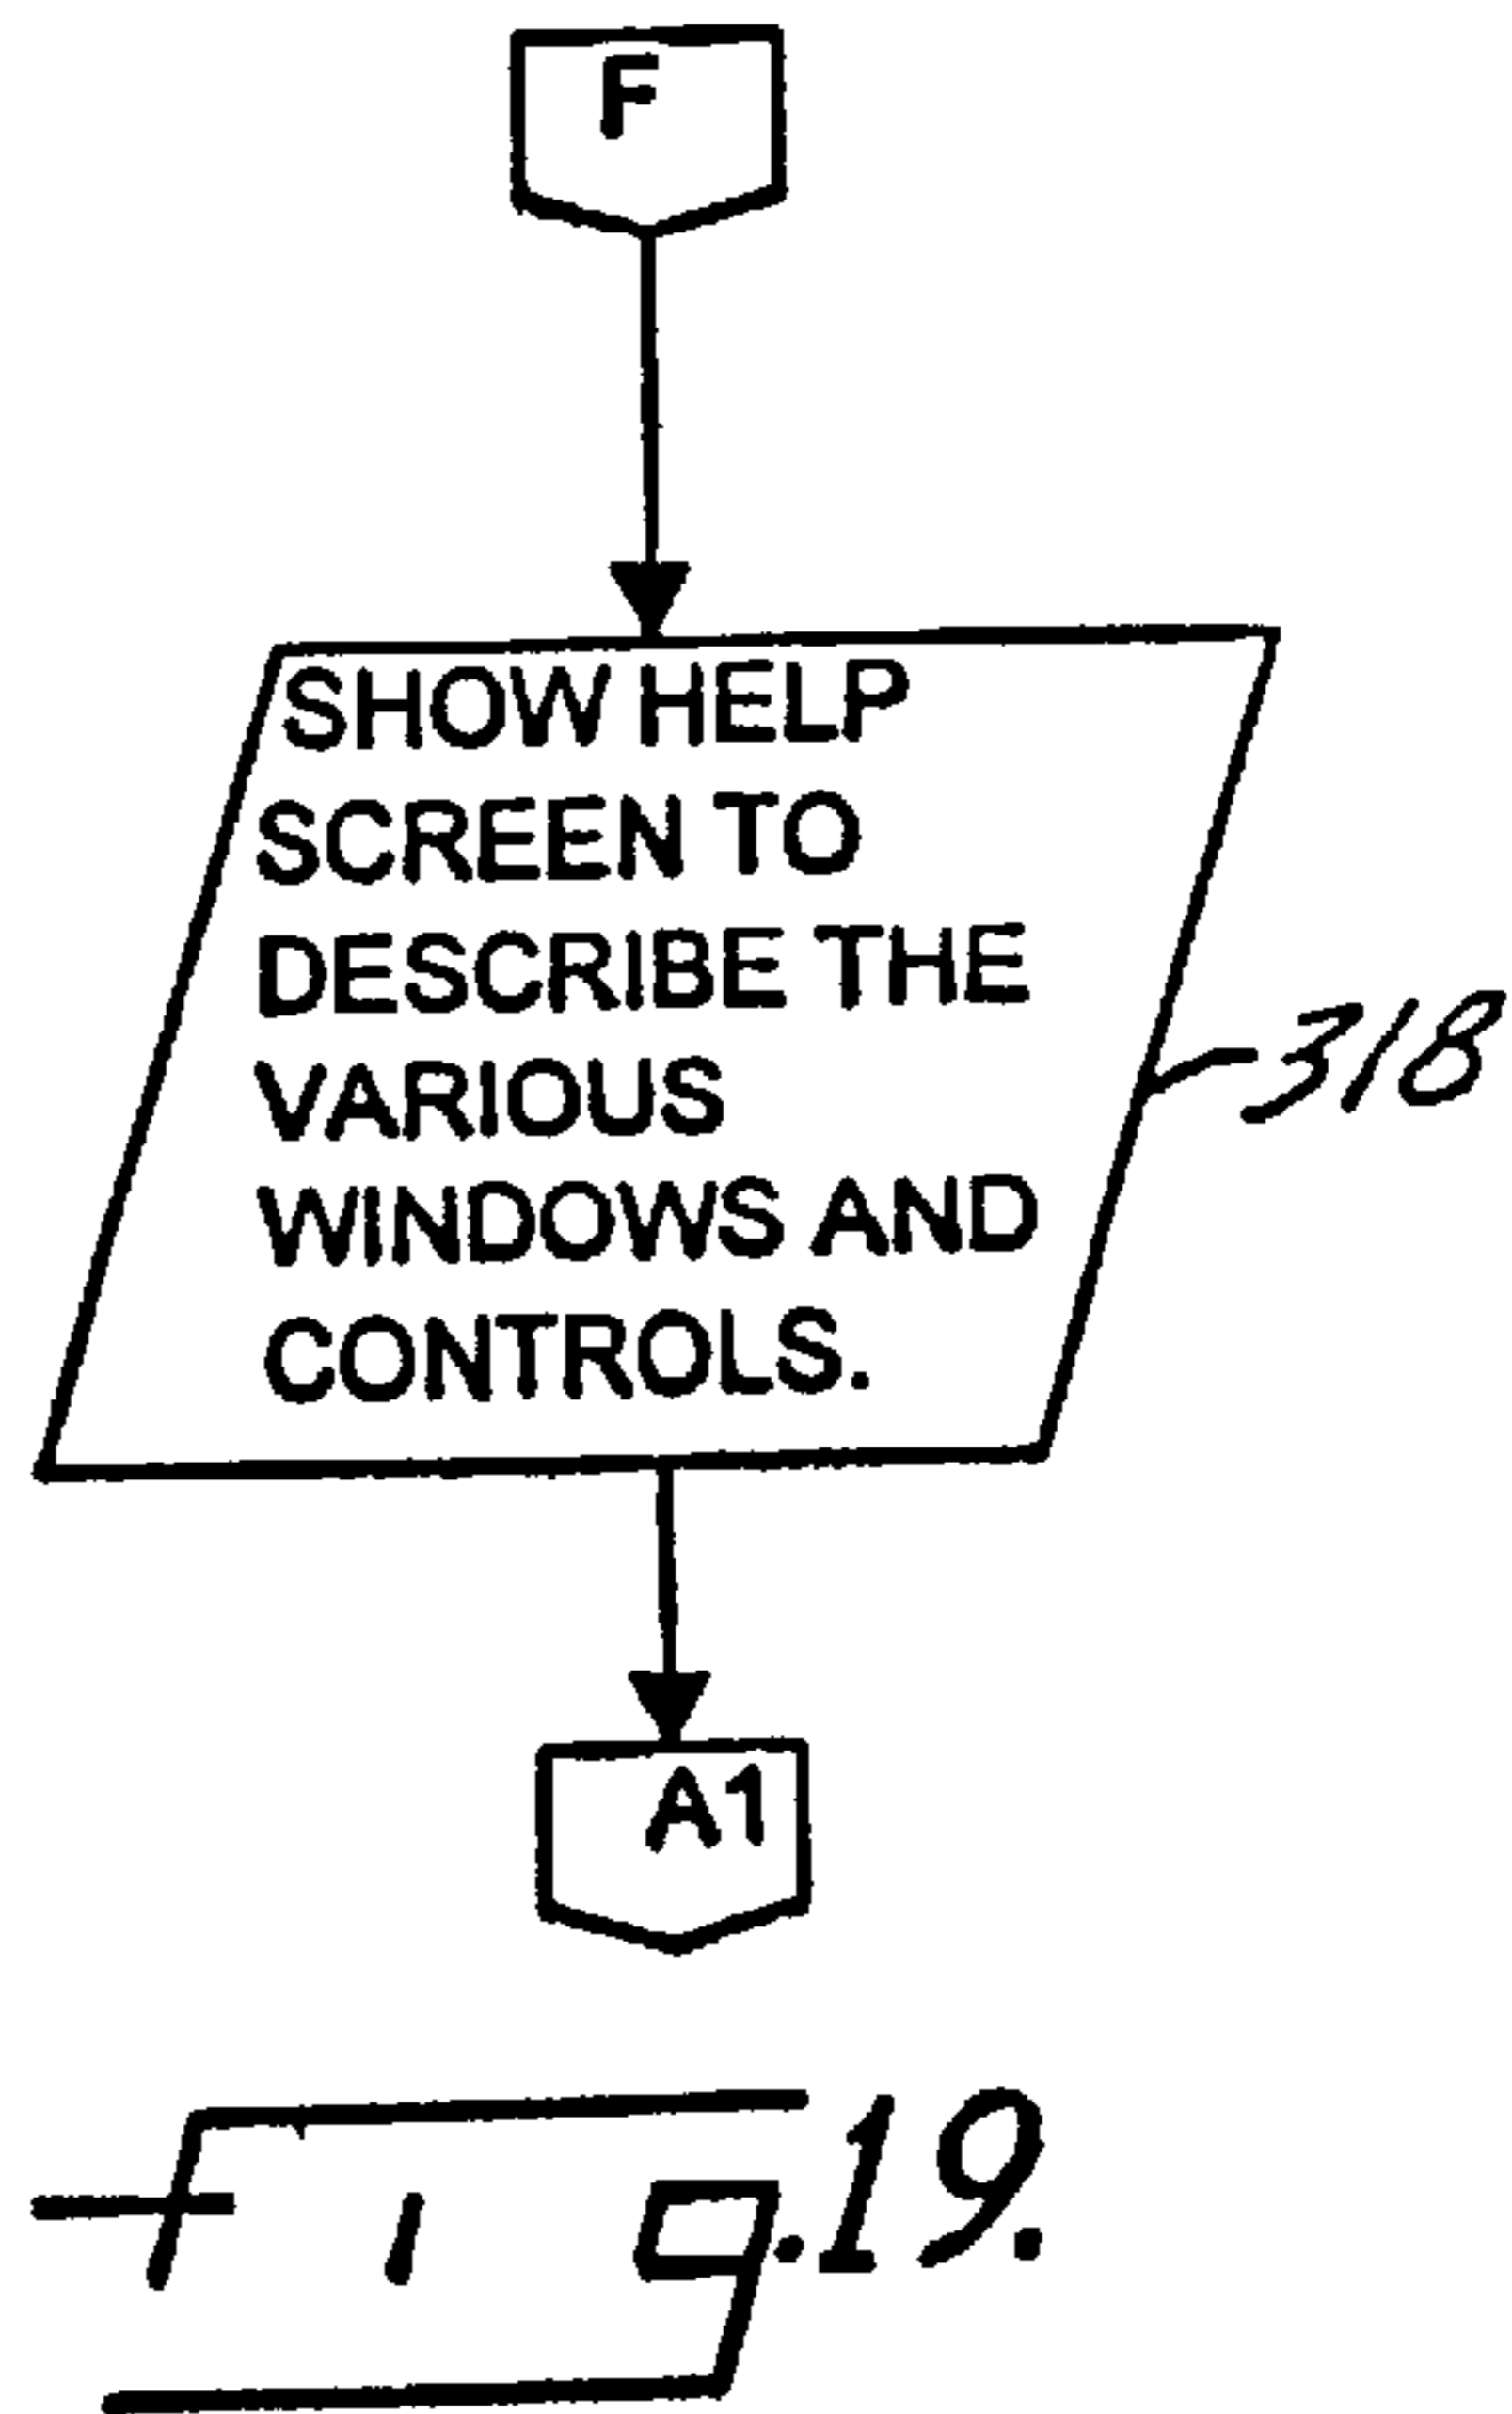 F
SHOW HELP
SCREEN TO
DESCRIBE THE
VARIOUS
WINDOWS AND
CONTROLS.
318
A1
Fig.19.